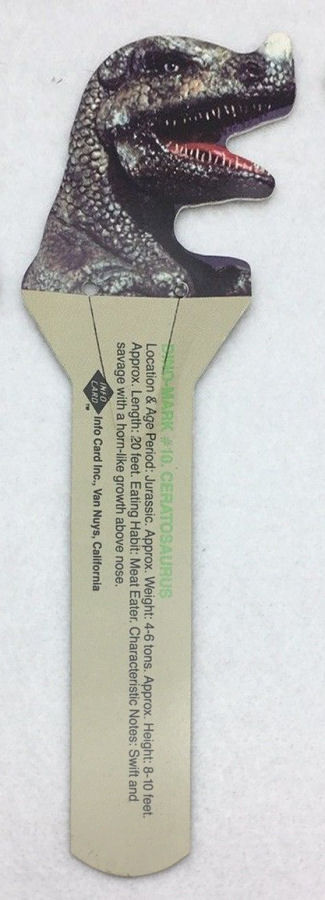 DINO-MARK #10. CERATOSAURUS
Location & Age Period: Jurassic. Approx. Weight: 4-6 tons. Approx. Height: 8-10 feet.
Approx. Length: 20 feet. Eating Habit: Meat Eater. Characteristic Notes: Swift and
savage with a horn-like growth above nose.
INFO
CARD
™ Info Card Inc., Van Nuys, California